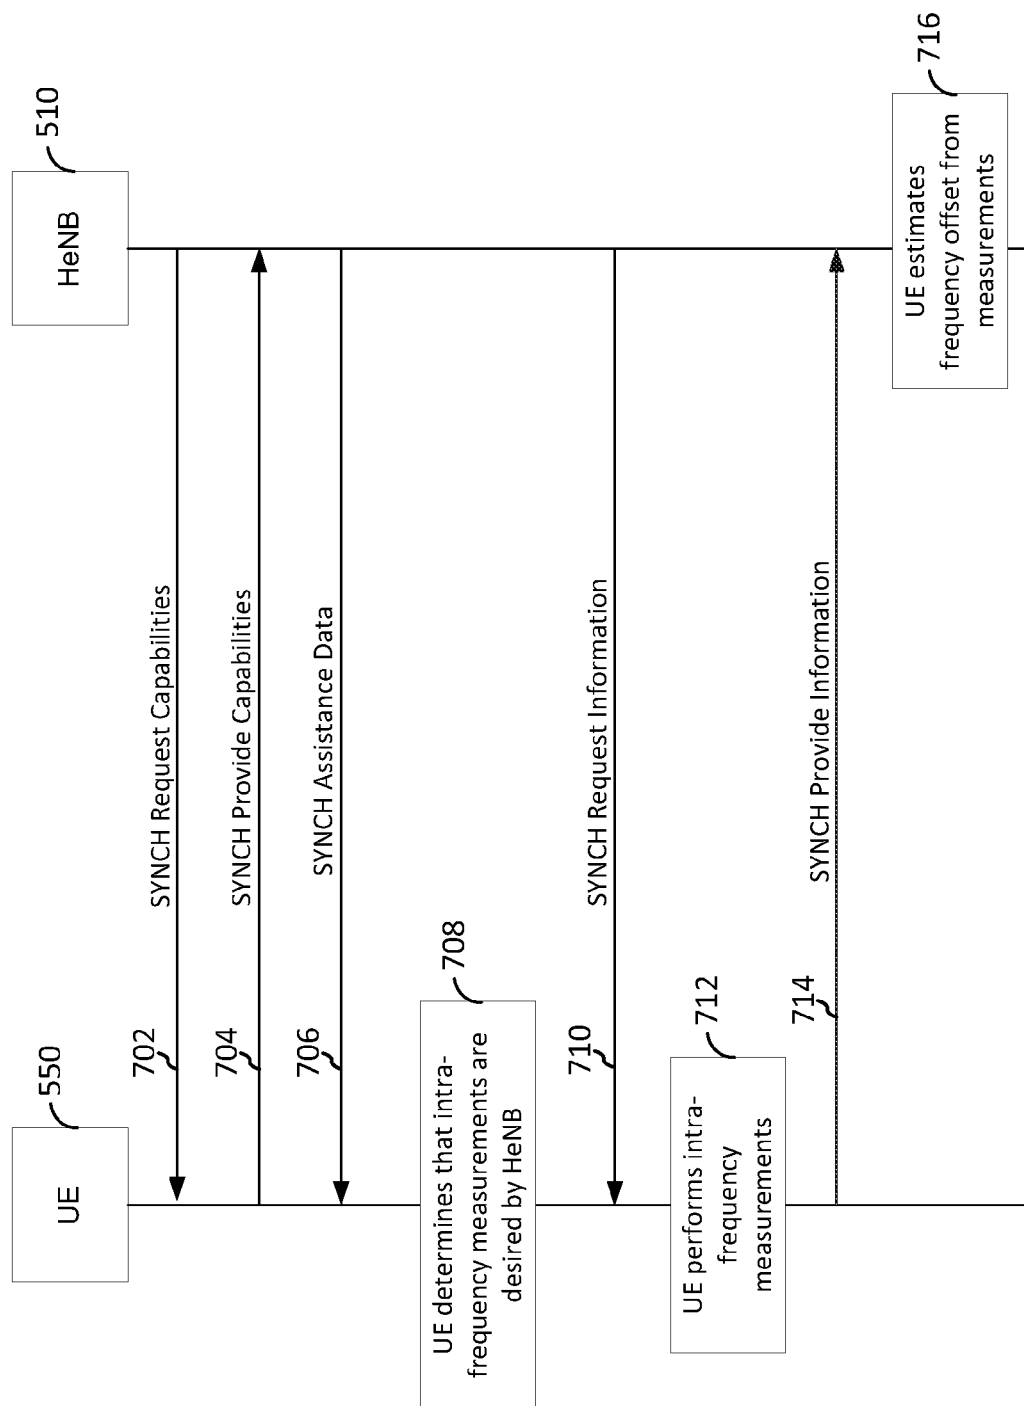 UE
550
HeNB
510
702
SYNCH Request Capabilities
704
SYNCH Provide Capabilities
706
SYNCH Assistance Data
UE determines that intra-
frequency measurements are
desired by HeNB
708
710
SYNCH Request Information
UE performs intra-
frequency
measurements
712
714
SYNCH Provide Information
UE estimates
frequency offset from
measurements
716